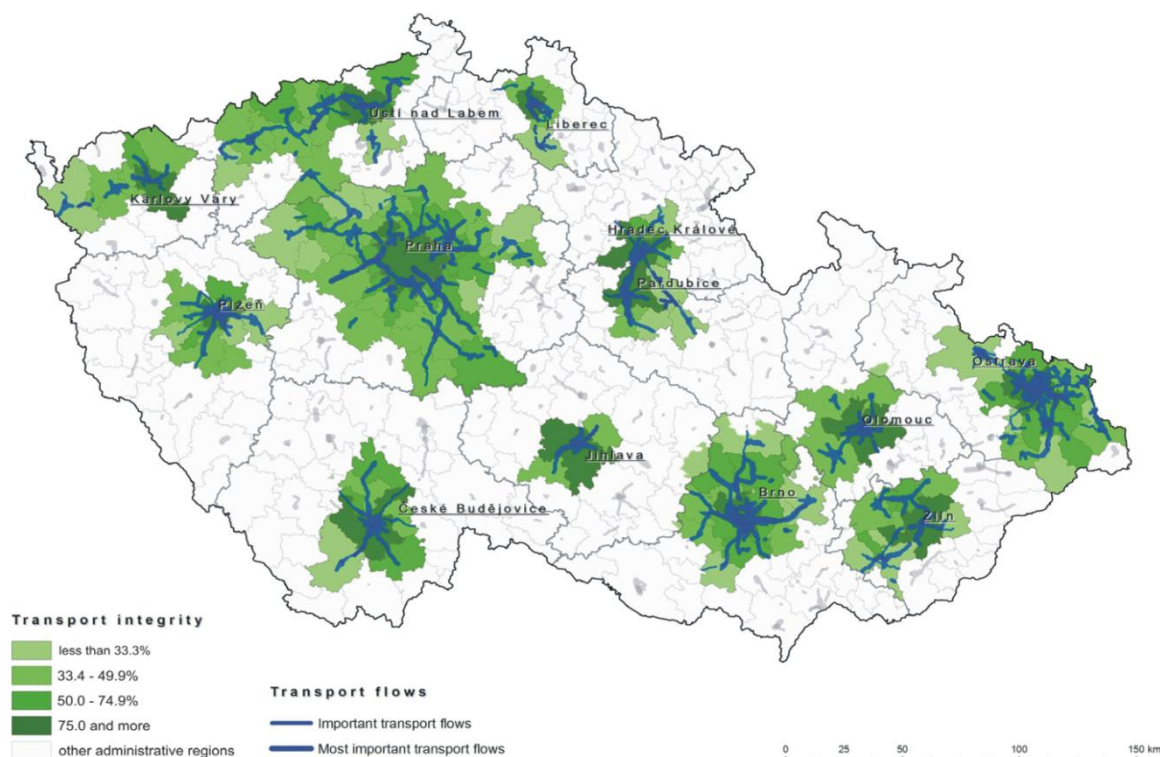 Ústí nad Labem
Liberec
Karlovy Vary
Praha
Hradec Králové
Pardubice
Plzeň
Ostrava
Olomouc
Jihlava
Brno
České Budějovice
Zlín
Transport integrity
less than 33.3%
33.4 - 49.9%
50.0 - 74.9%
75.0 and more
other administrative regions
Transport flows
Important transport flows
Most important transport flows
0 25 50 100 150 km